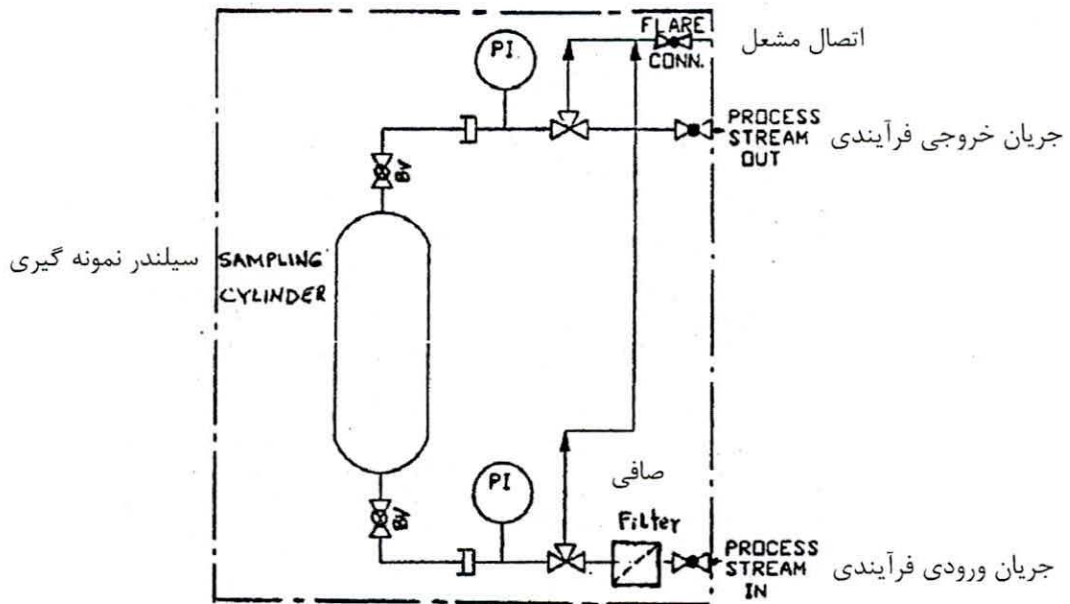 FLARE
CONN.
اتصال مشعل
PI
PROCESS
STREAM
OUT
جریان خروجی فرآیندی
BV
سیلندر نمونه گیری
SAMPLING
CYLINDER
PI
صافی
Filter
BV
PROCESS
STREAM
IN
جریان ورودی فرآیندی